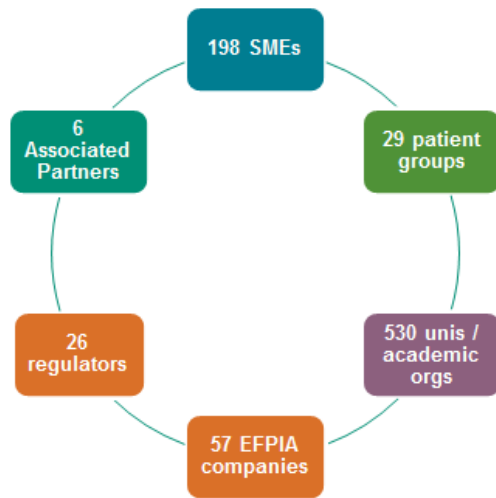 198 SMEs
29 patient
groups
530 unis /
academic
orgs
57 EFPIA
companies
26
regulators
6
Associated
Partners